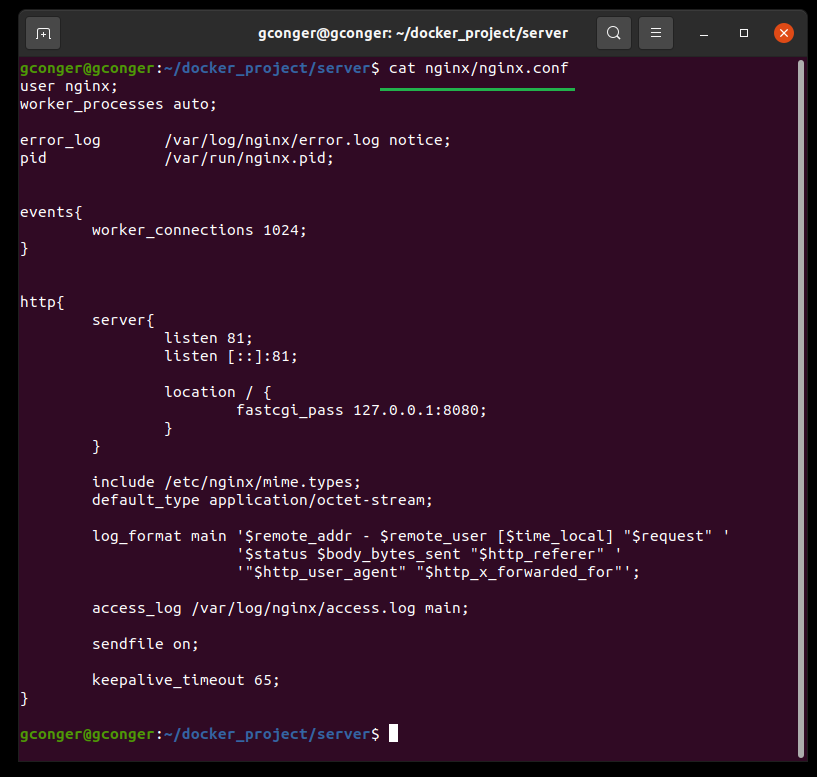 gconger@gconger: ~/docker_project/server
gconger@gconger:~/docker_project/server$ cat nginx/nginx.conf
user nginx;
worker_processes auto;
error_log       /var/log/nginx/error.log notice;
pid             /var/run/nginx.pid;
events{
        worker_connections 1024;
}
http{
        server{
                listen 81;
                listen [::]:81;
                location / {
                        fastcgi_pass 127.0.0.1:8080;
                }
        }
        include /etc/nginx/mime.types;
        default_type application/octet-stream;
        log_format main '$remote_addr - $remote_user [$time_local] "$request" '
                        '$status $body_bytes_sent "$http_referer" '
                        '"$http_user_agent" "$http_x_forwarded_for"';
        access_log /var/log/nginx/access.log main;
        sendfile on;
        keepalive_timeout 65;
}
gconger@gconger:~/docker_project/server$